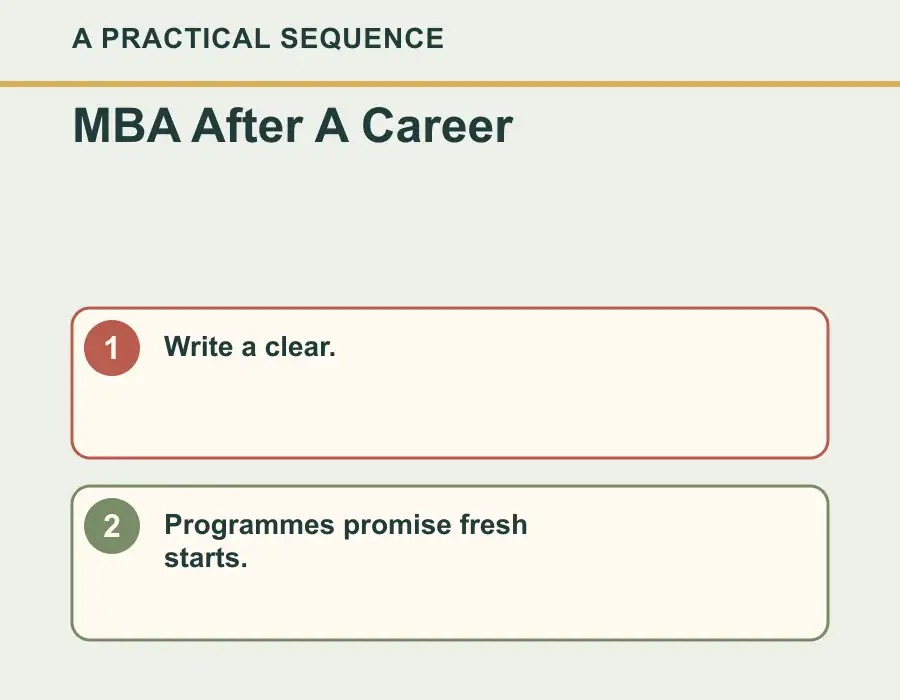 A PRACTICAL SEQUENCE
MBA After A Career
1
Write a clear.
2
Programmes promise fresh
starts.